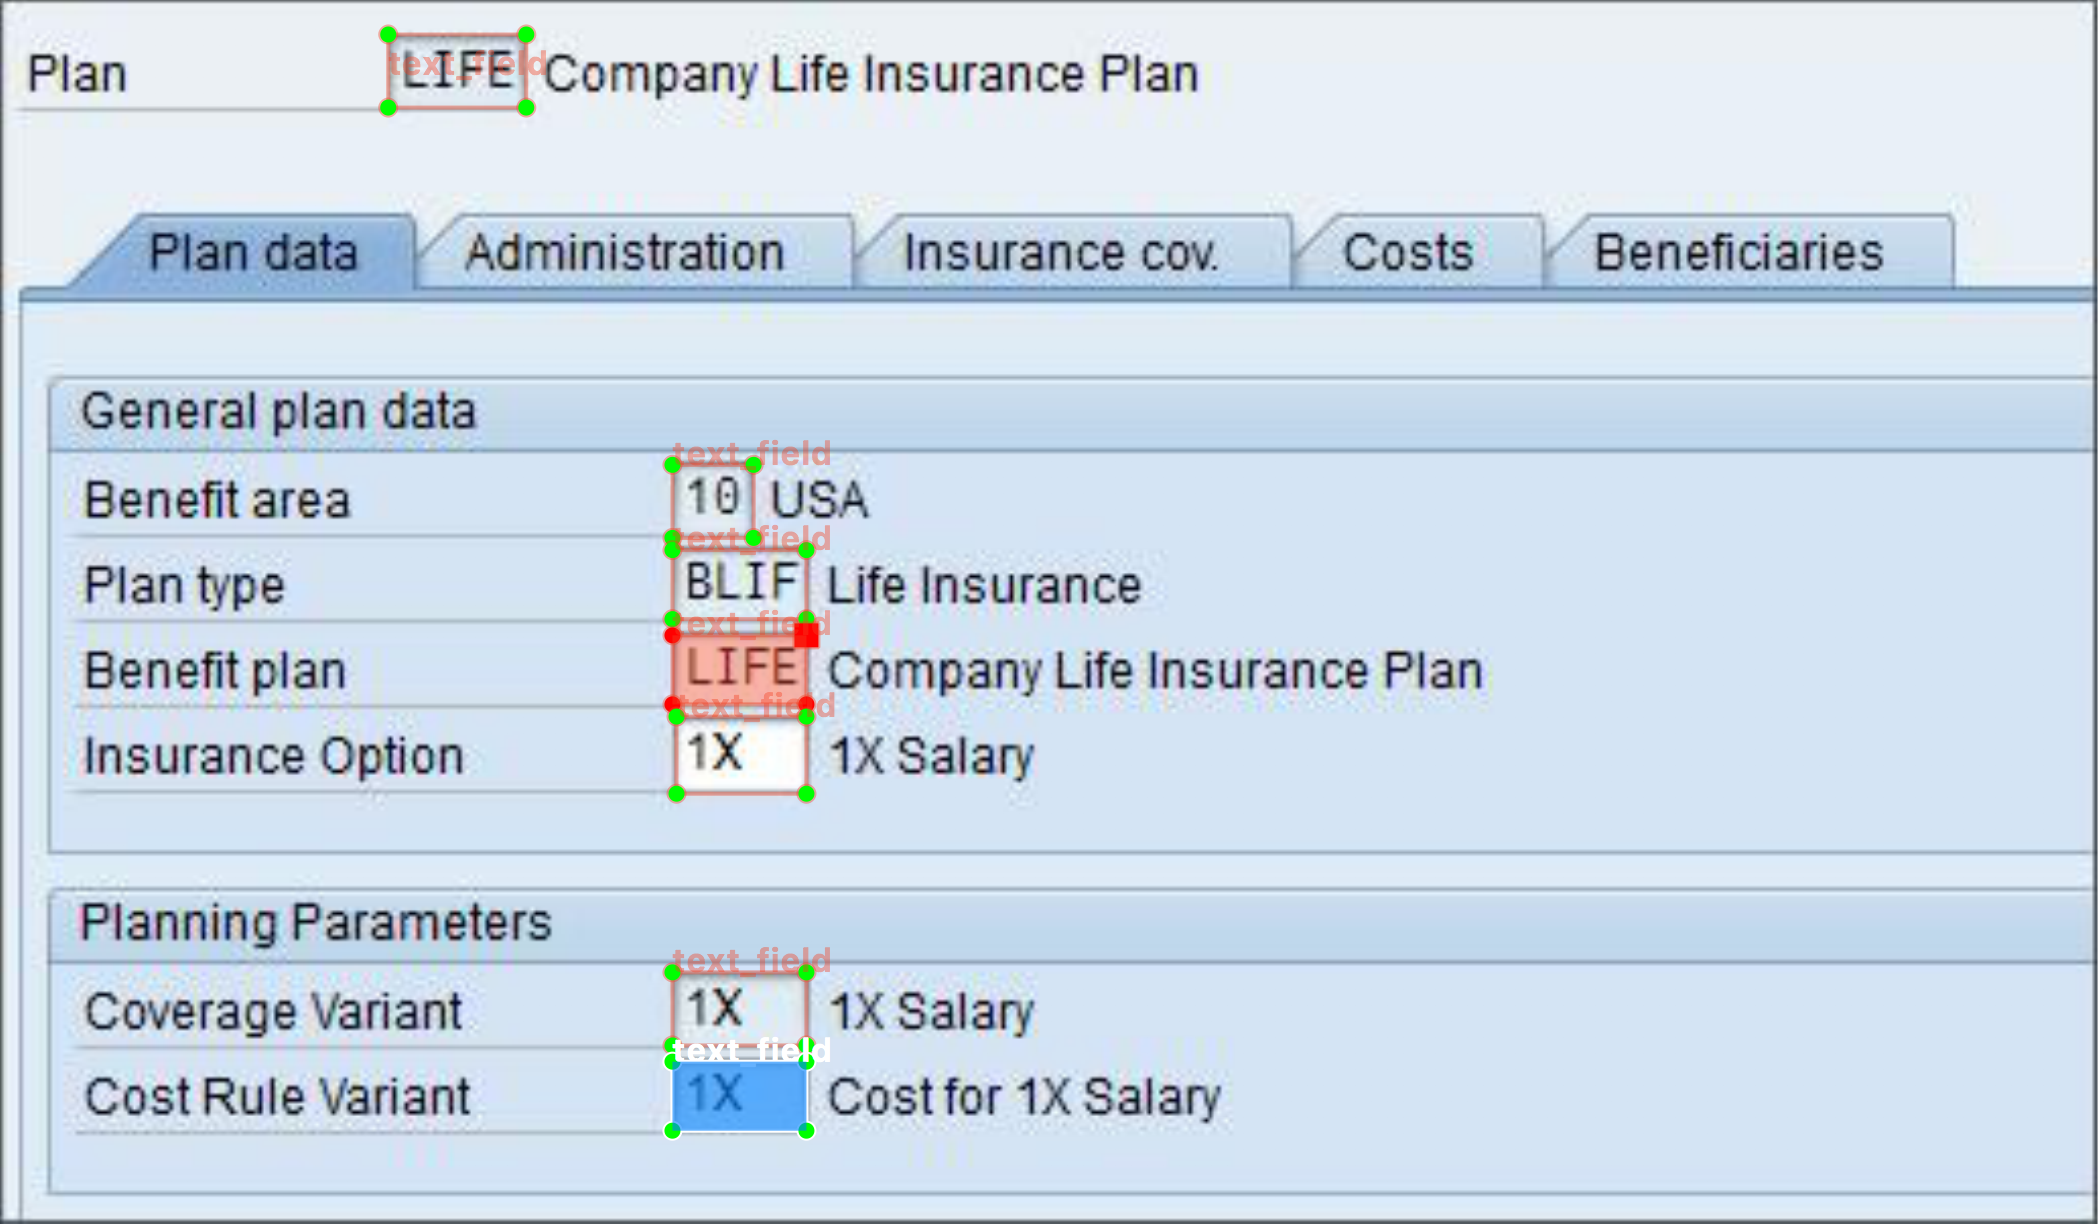 Plan text_field LIFE Company Life Insurance Plan
Plan data Administration Insurance cov. Costs Beneficiaries
General plan data
text_field
Benefit area 10 USA
text_field
Plan type BLIF Life Insurance
text_field
Benefit plan LIFE Company Life Insurance Plan
text_field
Insurance Option 1X 1X Salary
Planning Parameters
text_field
Coverage Variant 1X 1X Salary
text_field
Cost Rule Variant 1X Cost for 1X Salary